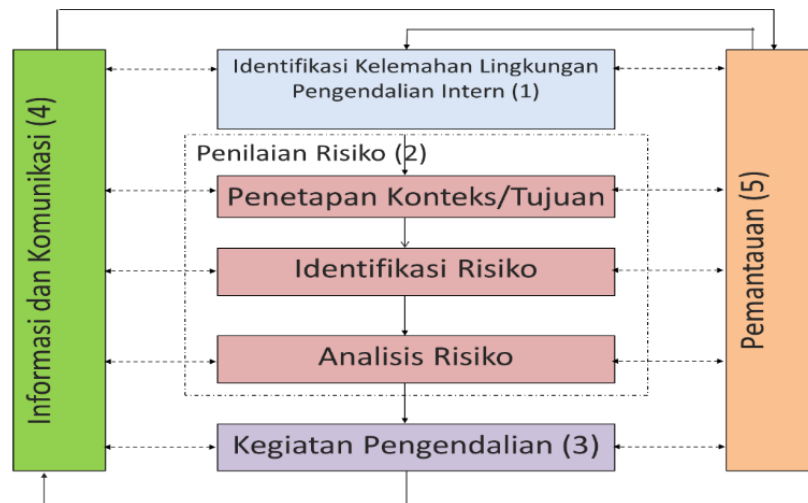 Identifikasi Kelemahan Lingkungan
Pengendalian Intern (1)
Penilaian Risiko (2)
Penetapan Konteks/Tujuan
Identifikasi Risiko
Analisis Risiko
Kegiatan Pengendalian (3)
Informasi dan Komunikasi (4)
Pemantauan (5)